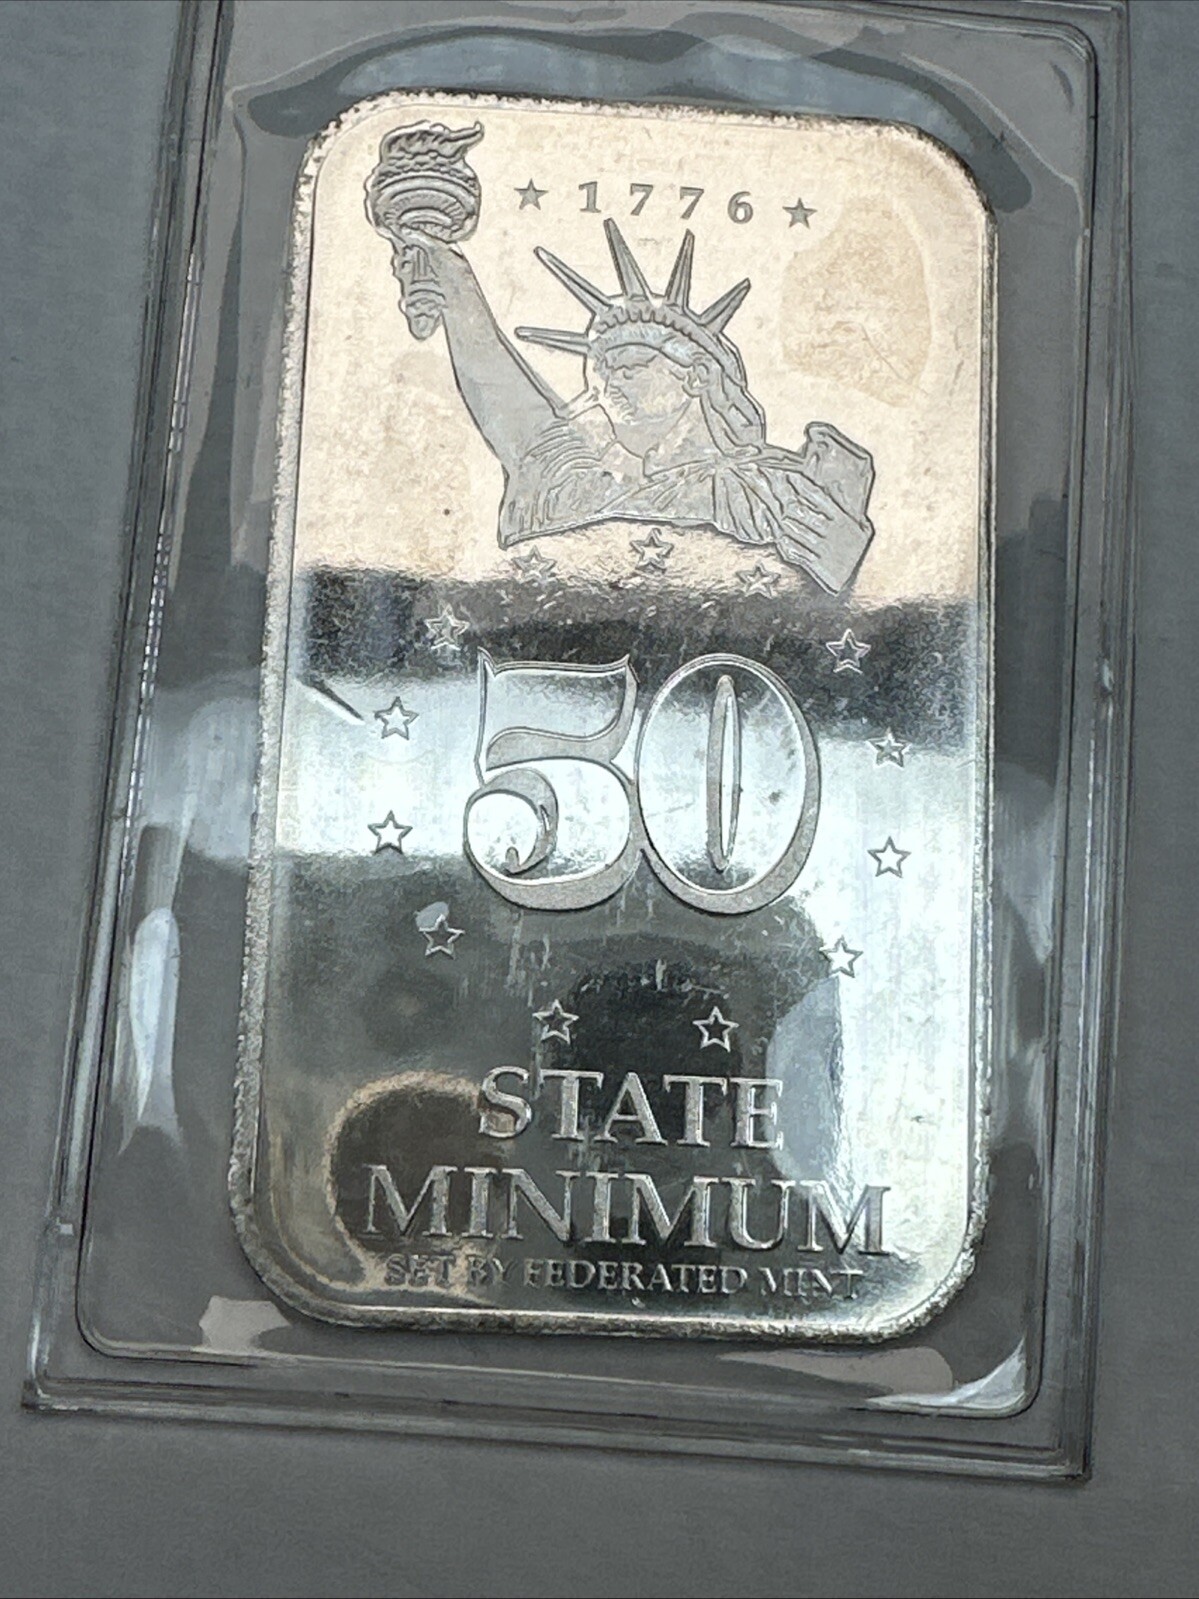 ★ 1776 ★
50
STATE
MINIMUM
SET BY FEDERATED MINT